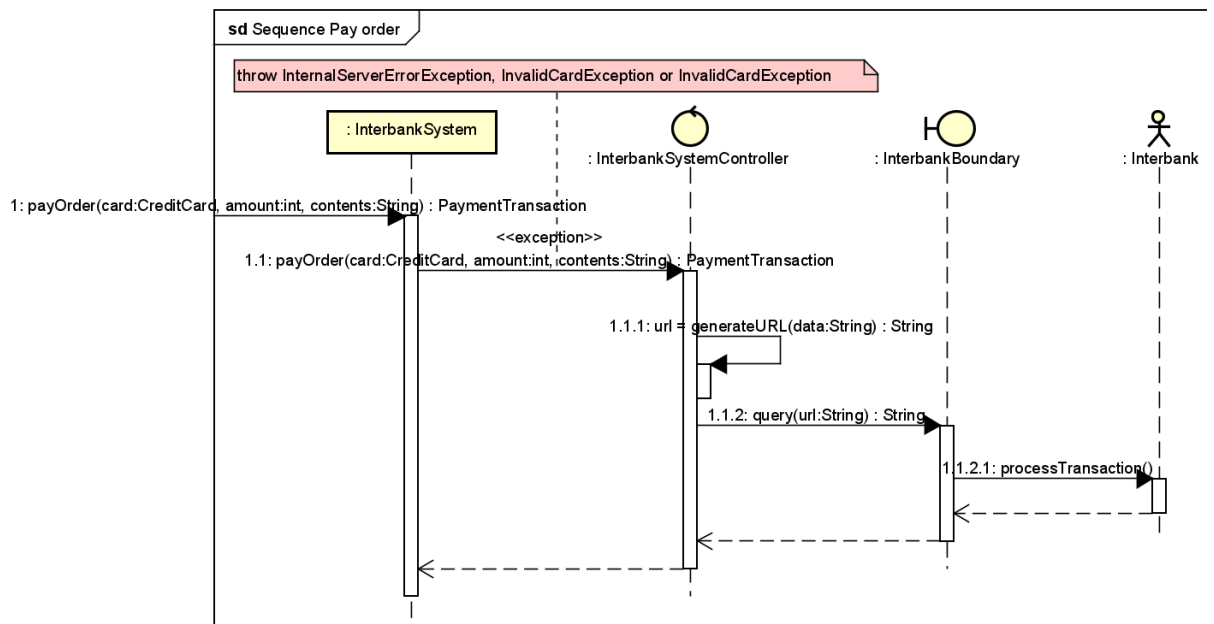 sd Sequence Pay order
throw InternalServerErrorException, InvalidCardException or InvalidCardException
: InterbankSystem
: InterbankSystemController
: InterbankBoundary
: Interbank
1: payOrder(card:CreditCard, amount:int, contents:String) : PaymentTransaction
<<exception>>
1.1: payOrder(card:CreditCard, amount:int, contents:String) : PaymentTransaction
1.1.1: url = generateURL(data:String) : String
1.1.2: query(url:String) : String
1.1.2.1: processTransaction()